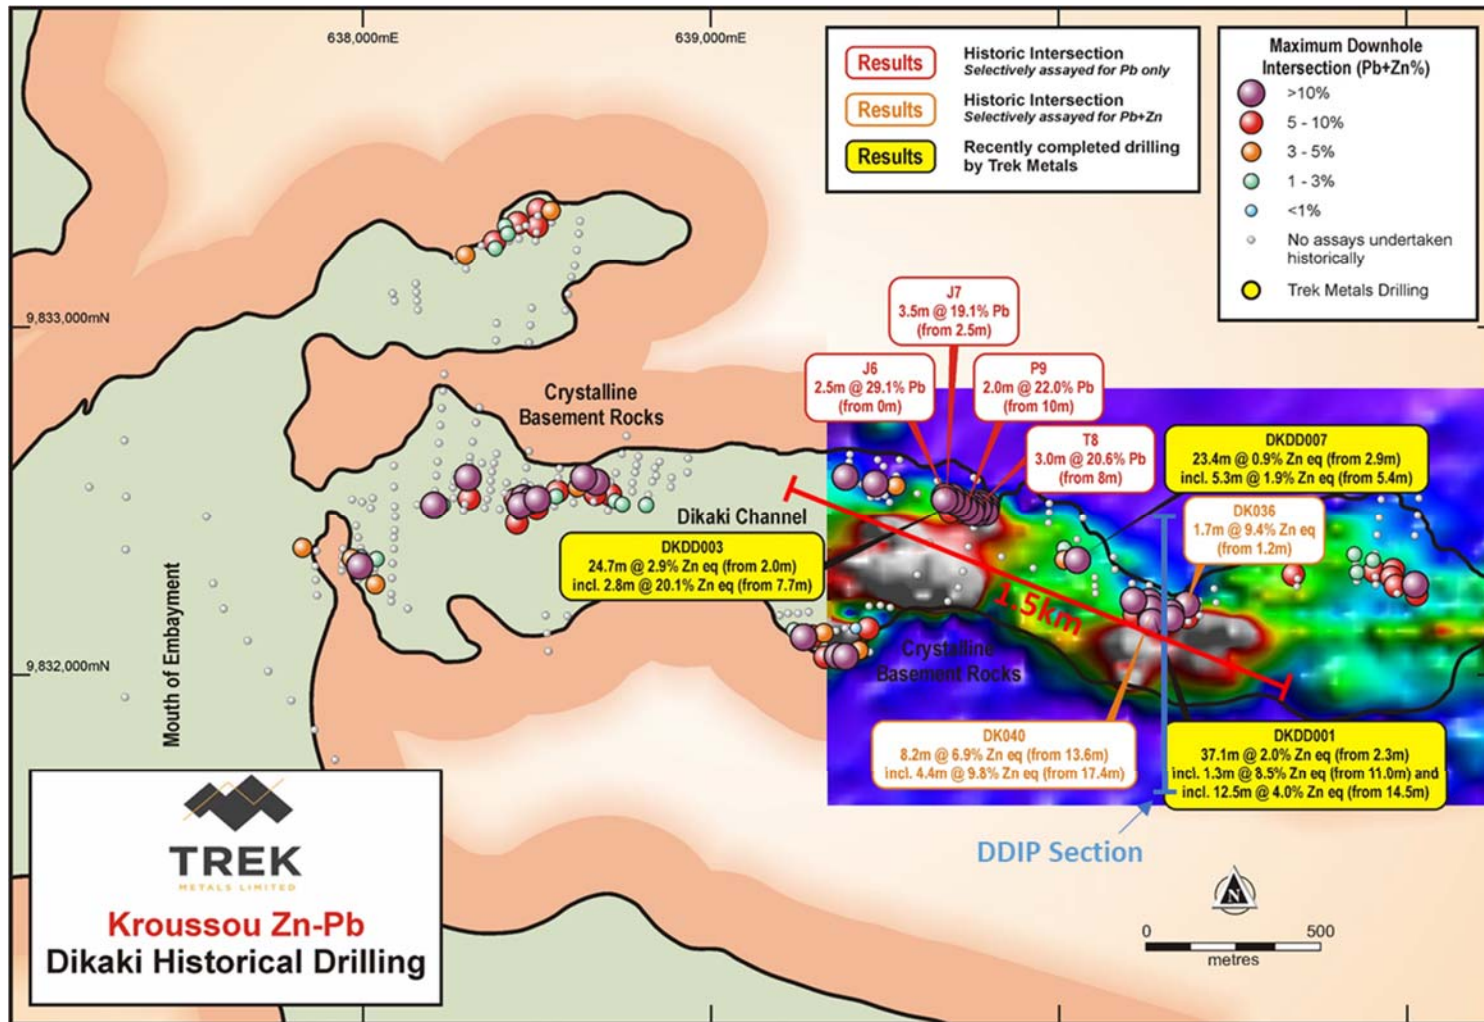 638,000mE
639,000mE
Results
Historic Intersection
Selectively assayed for Pb only
Results
Historic Intersection
Selectively assayed for Pb+Zn
Results
Recently completed drilling
by Trek Metals
Maximum Downhole
Intersection (Pb+Zn%)
>10%
5 - 10%
3 - 5%
1 - 3%
<1%
No assays undertaken
historically
Trek Metals Drilling
9,833,000mN
J7
3.5m @ 19.1% Pb
(from 2.5m)
J6
2.5m @ 29.1% Pb
(from 0m)
P9
2.0m @ 22.0% Pb
(from 10m)
T8
3.0m @ 20.6% Pb
(from 8m)
DKDD007
23.4m @ 0.9% Zn eq (from 2.9m)
incl. 5.3m @ 1.9% Zn eq (from 5.4m)
DK036
1.7m @ 9.4% Zn eq
(from 1.2m)
Crystalline
Basement Rocks
Dikaki Channel
DKDD003
24.7m @ 2.9% Zn eq (from 2.0m)
incl. 2.8m @ 20.1% Zn eq (from 7.7m)
1.5km
Mouth of Embayment
9,832,000mN
Crystalline
Basement Rocks
DK040
8.2m @ 6.9% Zn eq (from 13.6m)
incl. 4.4m @ 9.8% Zn eq (from 17.4m)
DKDD001
37.1m @ 2.0% Zn eq (from 2.3m)
incl. 1.3m @ 8.5% Zn eq (from 11.0m) and
incl. 12.5m @ 4.0% Zn eq (from 14.5m)
DDIP Section
TREK
METALS LIMITED
Kroussou Zn-Pb
Dikaki Historical Drilling
N
0
500
metres